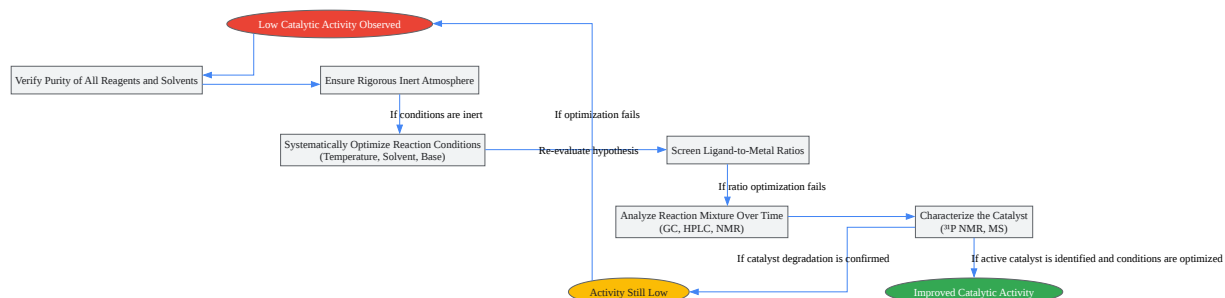 Low Catalytic Activity Observed
Verify Purity of All Reagents and Solvents
Ensure Rigorous Inert Atmosphere
If conditions are inert
If optimization fails
Systematically Optimize Reaction Conditions
(Temperature, Solvent, Base)
Re-evaluate hypothesis
Screen Ligand-to-Metal Ratios
If ratio optimization fails
Analyze Reaction Mixture Over Time
(GC, HPLC, NMR)
Characterize the Catalyst
(³¹P NMR, MS)
If catalyst degradation is confirmed
If active catalyst is identified and conditions are optimized
Activity Still Low
Improved Catalytic Activity